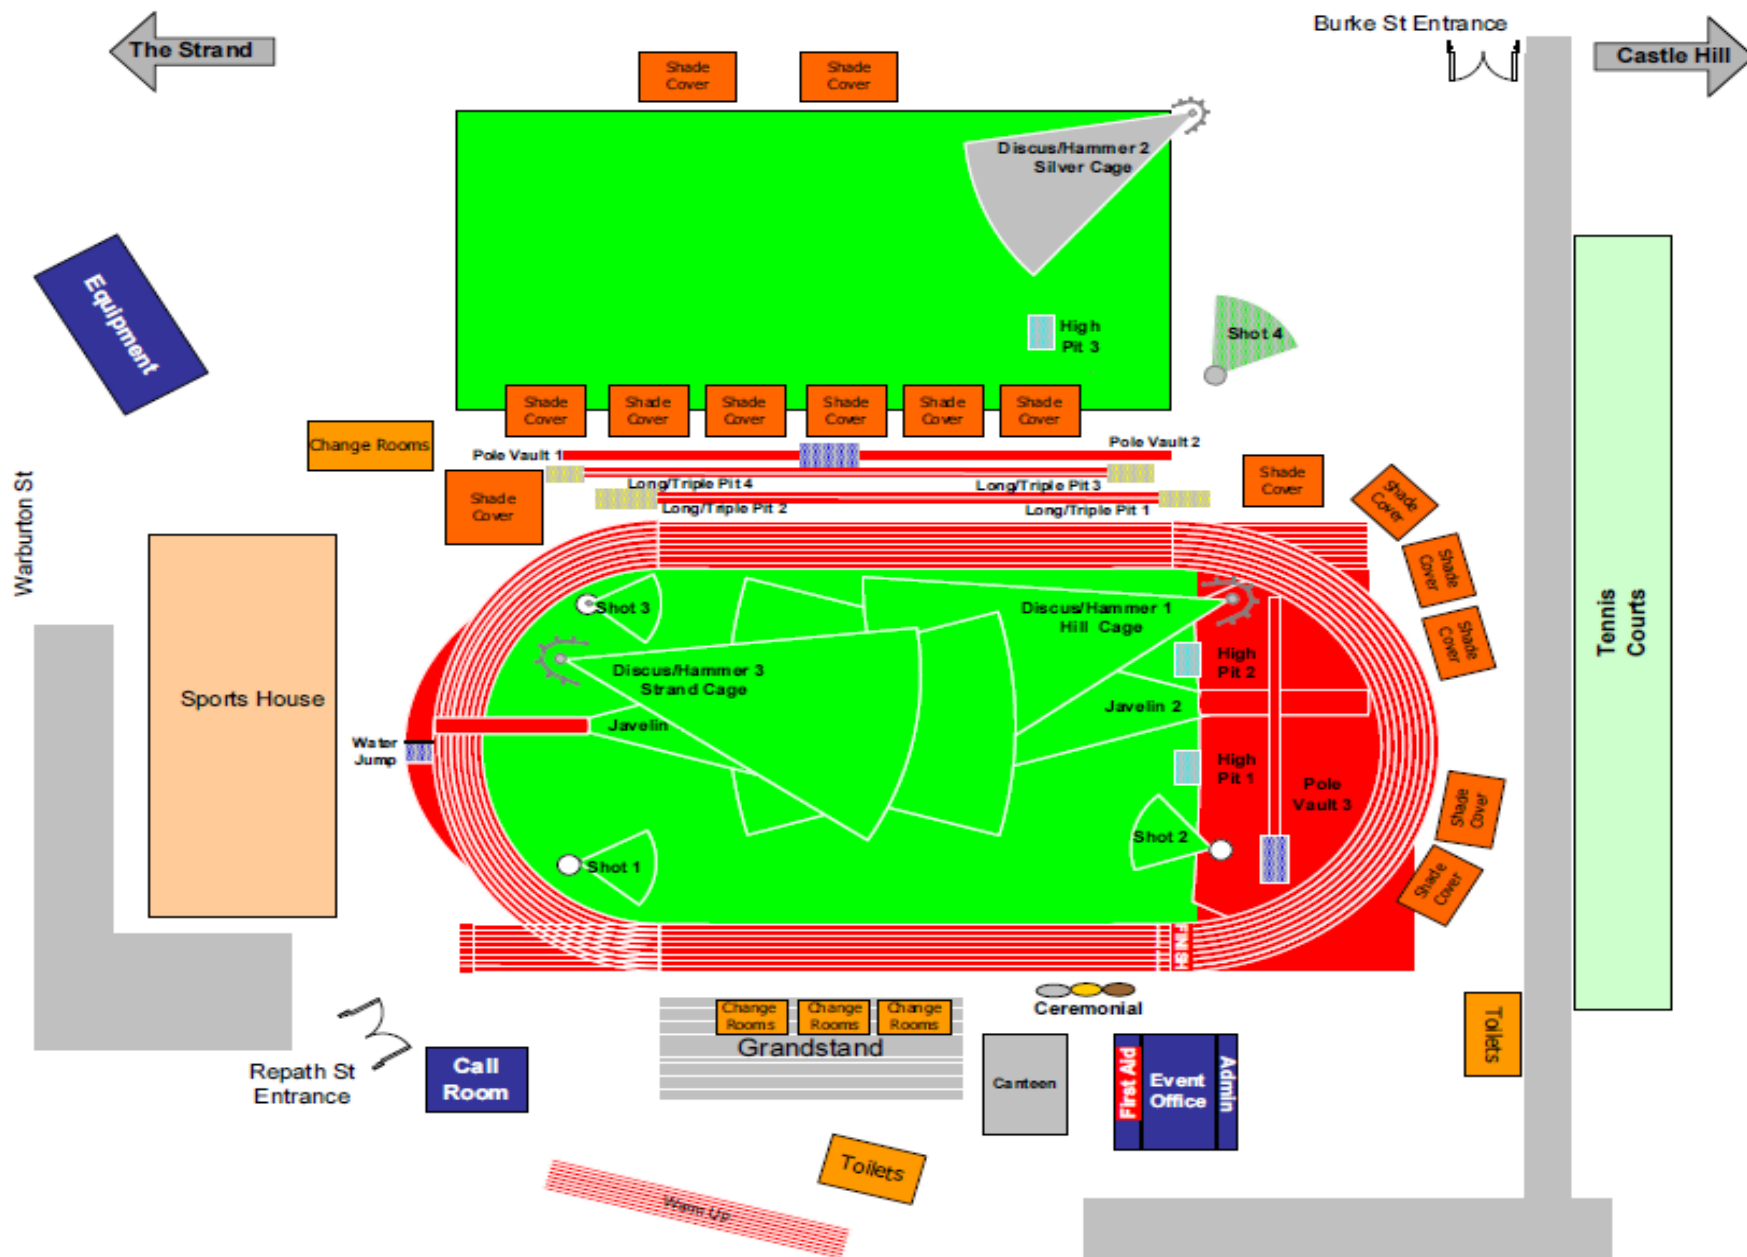 Burke St Entrance
The Strand
Castle Hill
Shade
Cover
Shade
Cover
Discus/Hammer 2
Silver Cage
Equipment
High
Pit 3
Shot 4
Shade
Cover
Shade
Cover
Shade
Cover
Shade
Cover
Shade
Cover
Shade
Cover
Change Rooms
Pole Vault 1
Pole Vault 2
Shade
Cover
Shade
Cover
Shade
Cover
Long/Triple Pit 4
Long/Triple Pit 3
Long/Triple Pit 2
Long/Triple Pit 1
Warburton St
Shade
Cover
Shade
Cover
Tennis
Courts
Shot 3
Discus/Hammer 1
Hill Cage
Discus/Hammer 3
Strand Cage
High
Pit 2
Sports House
Javelin
Javelin 2
Water
Jump
High
Pit 1
Pole
Vault 3
Shade
Cover
Shot 2
Shot 1
Shade
Cover
FINISH
Ceremonial
Change
Rooms
Change
Rooms
Change
Rooms
Grandstand
Toilets
Repath St
Entrance
Call
Room
Canteen
First Aid
Event
Office
Admin
Toilets
Warm Up